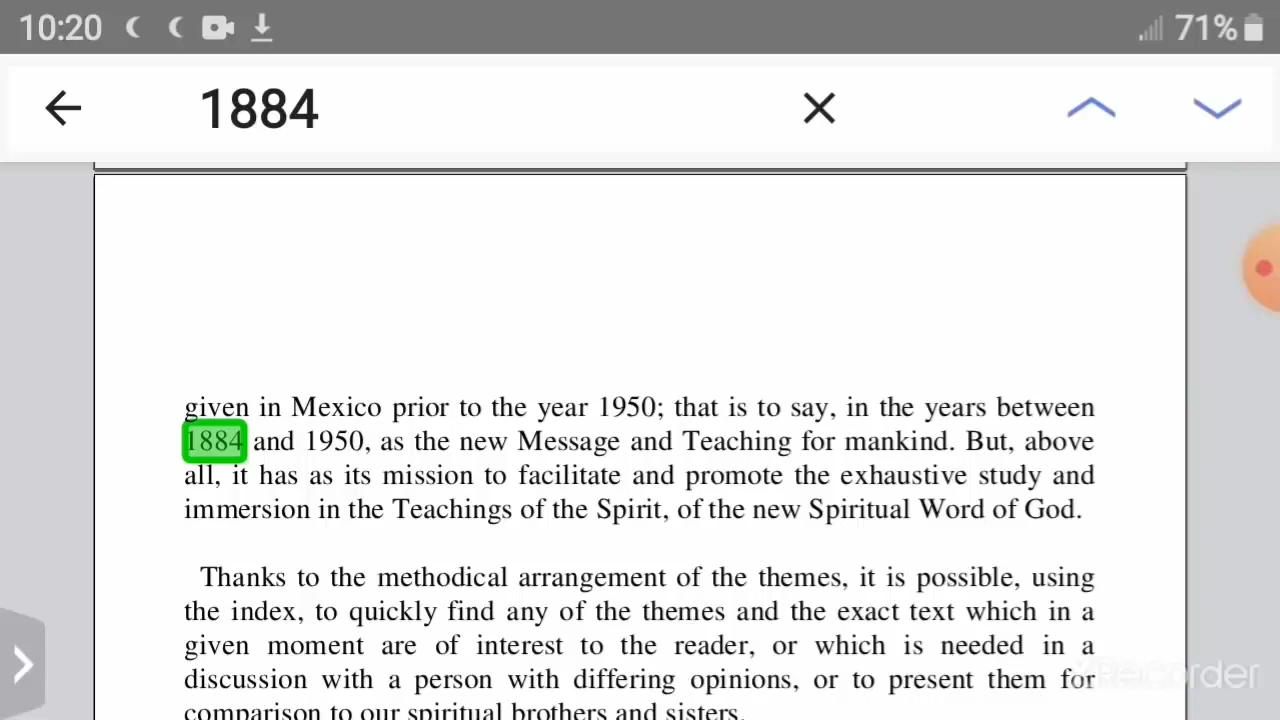 10:20 71%
1884
given in Mexico prior to the year 1950; that is to say, in the years between
1884 and 1950, as the new Message and Teaching for mankind. But, above
all, it has as its mission to facilitate and promote the exhaustive study and
immersion in the Teachings of the Spirit, of the new Spiritual Word of God.
Thanks to the methodical arrangement of the themes, it is possible, using
the index, to quickly find any of the themes and the exact text which in a
given moment are of interest to the reader, or which is needed in a
discussion with a person with differing opinions, or to present them for
XRecorder
comparison to our spiritual brothers and sisters.